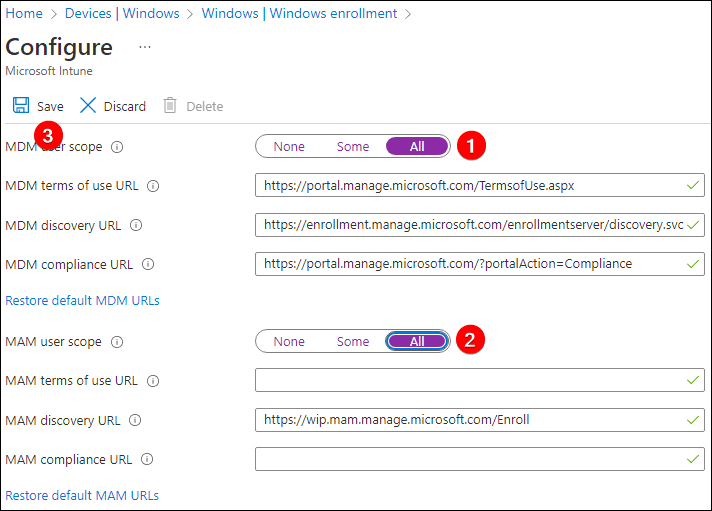 Home > Devices | Windows > Windows | Windows enrollment >
Configure ...
Microsoft Intune
Save Discard Delete
3
MDM user scope None Some All 1
MDM terms of use URL https://portal.manage.microsoft.com/TermsofUse.aspx
MDM discovery URL https://enrollment.manage.microsoft.com/enrollmentserver/discovery.svc
MDM compliance URL https://portal.manage.microsoft.com/?portalAction=Compliance
Restore default MDM URLs
MAM user scope None Some All 2
MAM terms of use URL
MAM discovery URL https://wip.mam.manage.microsoft.com/Enroll
MAM compliance URL
Restore default MAM URLs